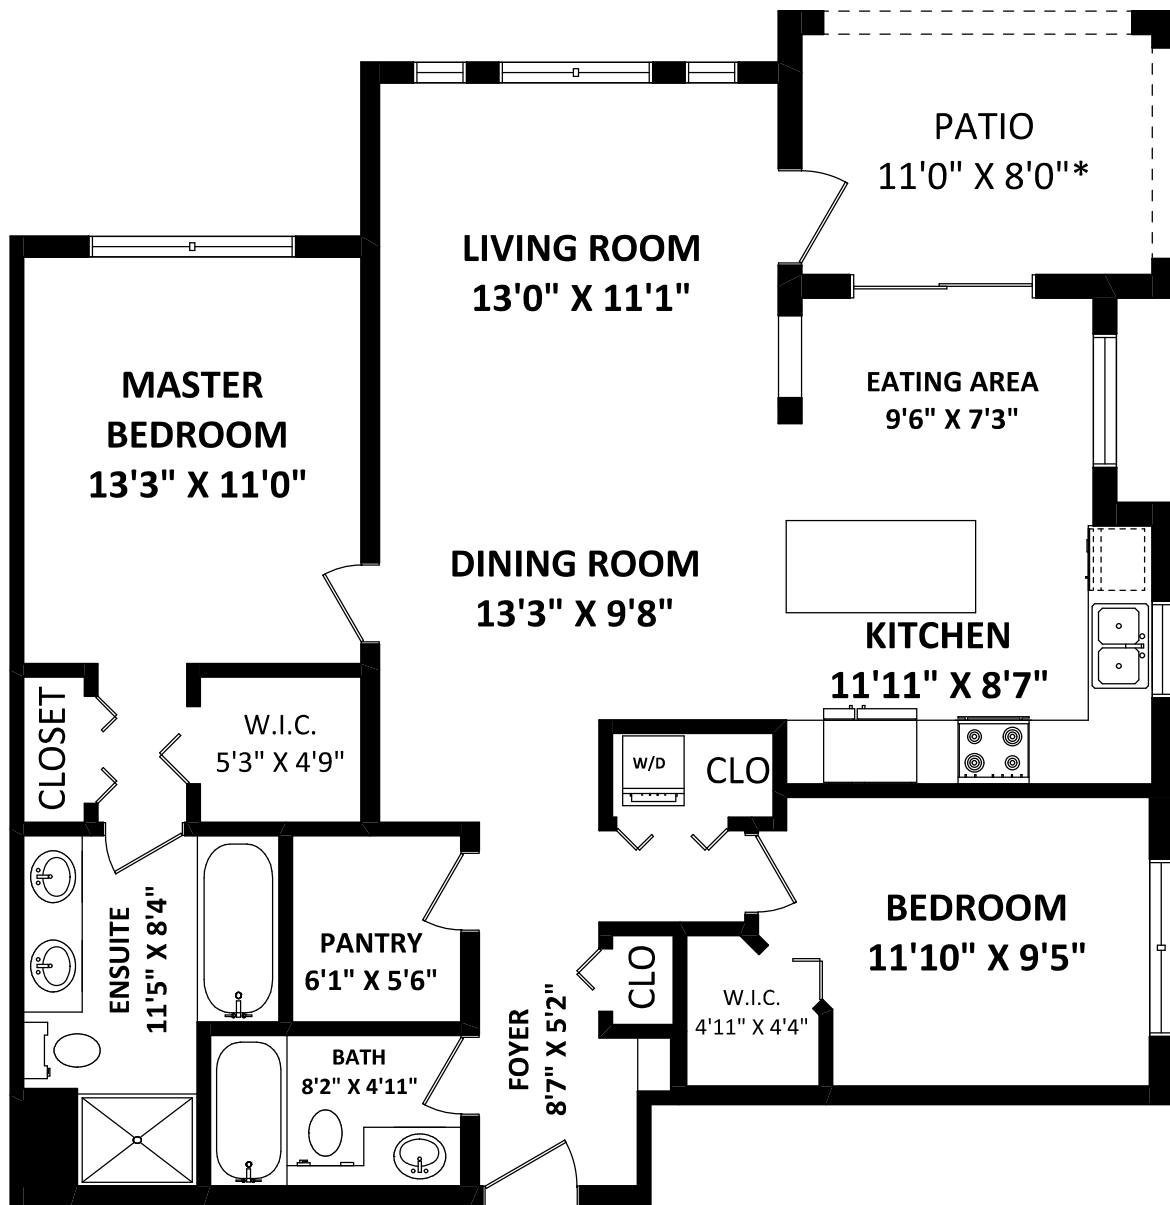 PATIO
11'0" X 8'0"*
LIVING ROOM
13'0" X 11'1"
MASTER
BEDROOM
13'3" X 11'0"
EATING AREA
9'6" X 7'3"
DINING ROOM
13'3" X 9'8"
KITCHEN
11'11" X 8'7"
CLOSET
W.I.C.
5'3" X 4'9"
W/D
CLO
ENSUITE
11'5" X 8'4"
PANTRY
6'1" X 5'6"
BEDROOM
11'10" X 9'5"
CLO
W.I.C.
4'11" X 4'4"
FOYER
8'7" X 5'2"
BATH
8'2" X 4'11"